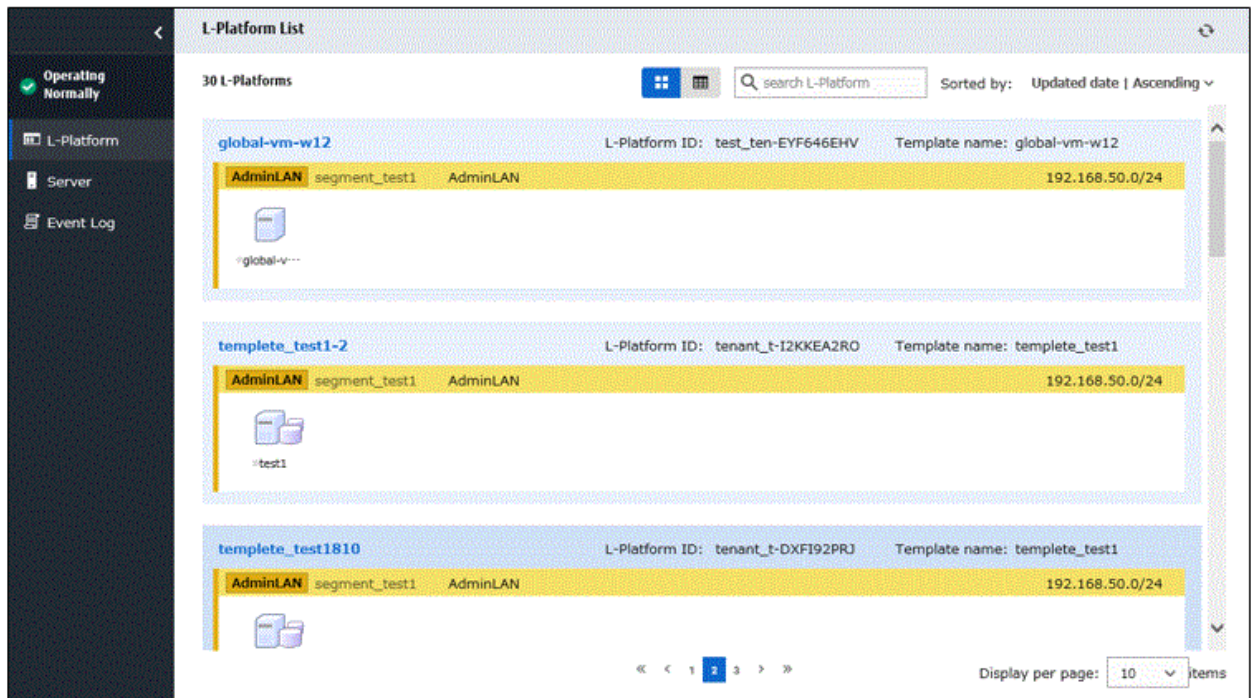 L-Platform List
Operating
Normally
L-Platform
Server
Event Log
30 L-Platforms
search L-Platform
Sorted by: Updated date | Ascending
global-vm-w12 L-Platform ID: test_ten-EYF646EHV Template name: global-vm-w12
AdminLAN segment_test1 AdminLAN 192.168.50.0/24
global-v···
templete_test1-2 L-Platform ID: tenant_t-I2KKEA2RO Template name: templete_test1
AdminLAN segment_test1 AdminLAN 192.168.50.0/24
test1
templete_test1810 L-Platform ID: tenant_t-DXFI92PRJ Template name: templete_test1
AdminLAN segment_test1 AdminLAN 192.168.50.0/24
« < 1 2 3 > »
Display per page: 10 items